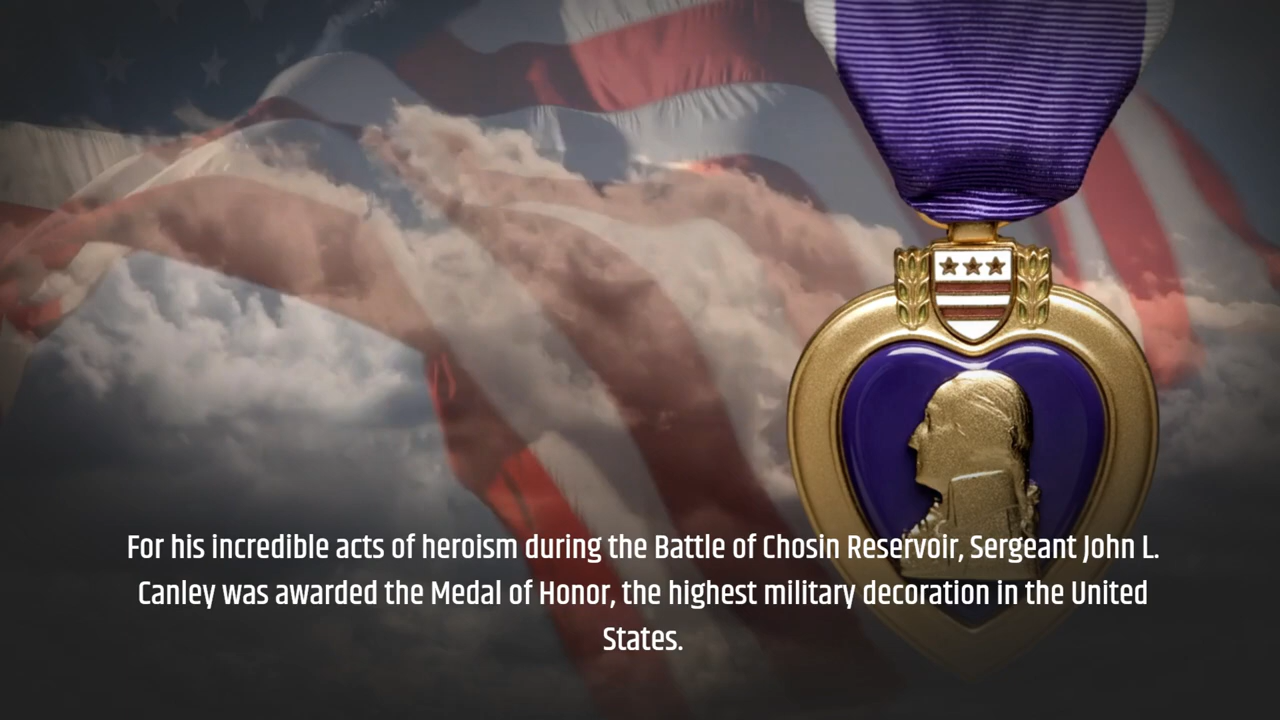 For his incredible acts of heroism during the Battle of Chosin Reservoir, Sergeant John L.
Canley was awarded the Medal of Honor, the highest military decoration in the United
States.